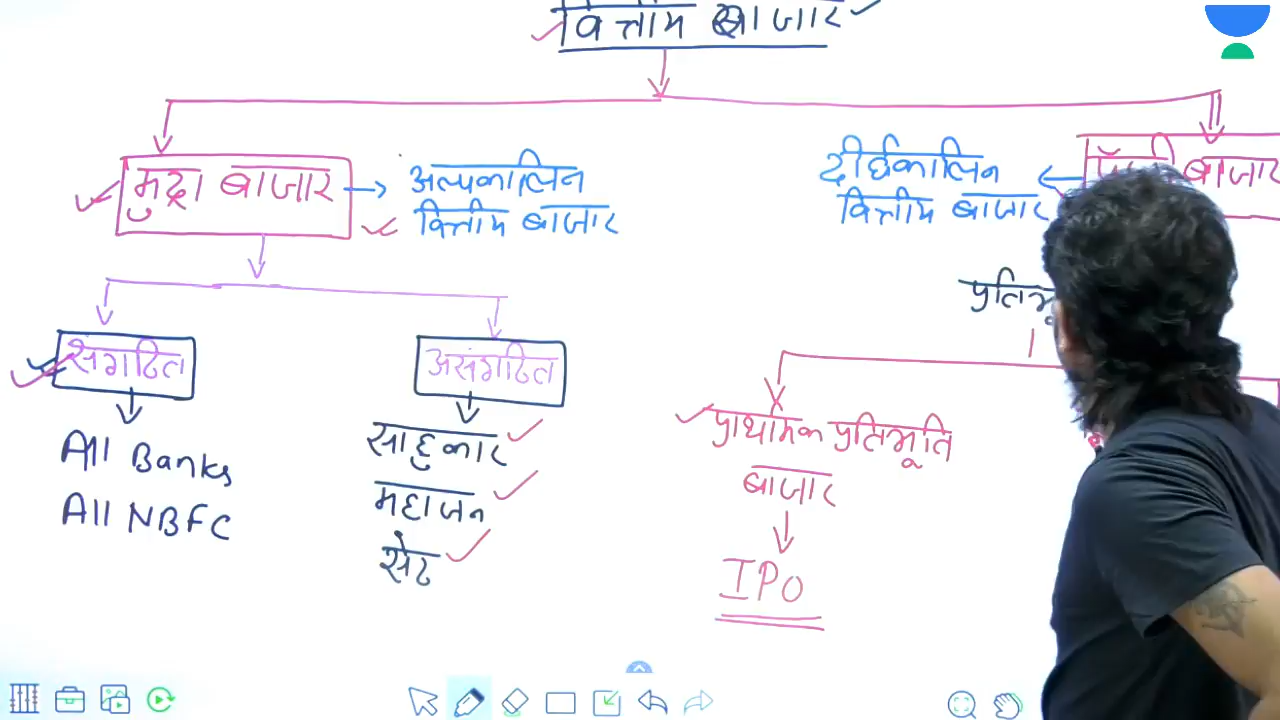 वित्तीय बाजार
मुद्रा बाजार
अल्पकालिन
वित्तीय बाजार
दीर्घकालिन
वित्तीय बाजार
बाजार
संगठित
असंगठित
All Banks
All NBFC
साहुकार
महाजन
सेठ
प्राथमिक प्रतिभूति
बाजार
IPO